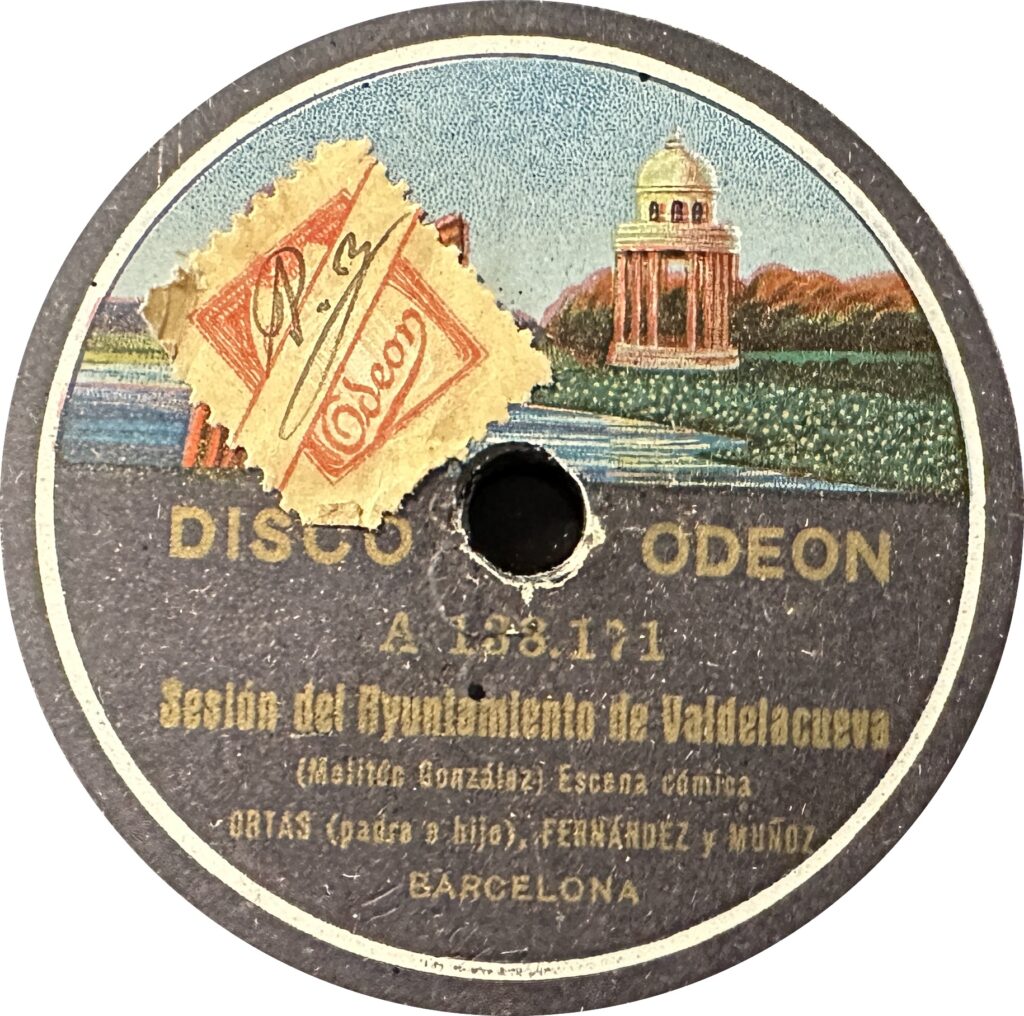 Odeon
DISCO ODEON
A 138.171
Sesión del Ayuntamiento de Valdelacueva
(Melitón González) Escena cómica
ORTAS (padre e hijo), FERNÁNDEZ y MUÑOZ
BARCELONA